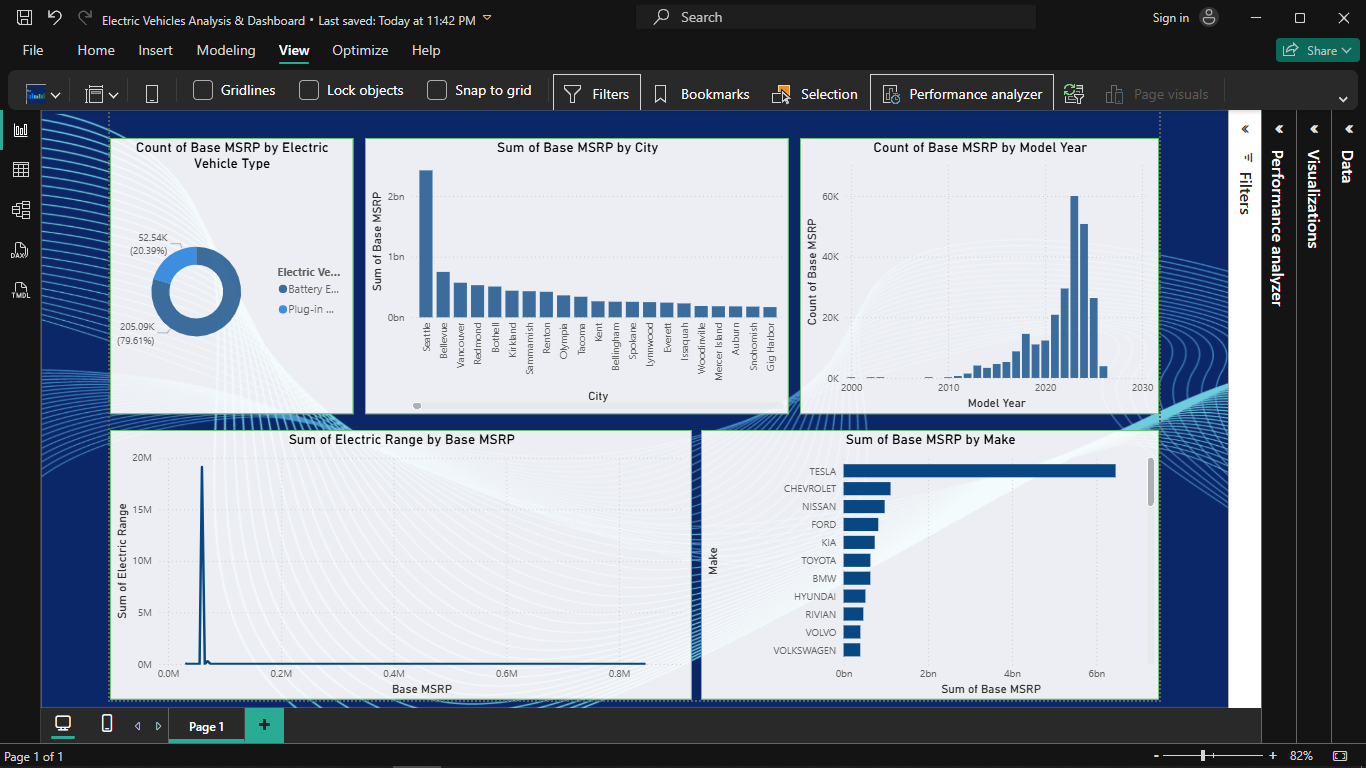 Electric Vehicles Analysis & Dashboard • Last saved: Today at 11:42 PM
Search
Sign in
File Home Insert Modeling View Optimize Help
Share
Gridlines Lock objects Snap to grid Filters Bookmarks Selection Performance analyzer Page visuals
DAX
TMDL
Count of Base MSRP by Electric
Vehicle Type
52.54K
(20.39%)
205.09K
(79.61%)
Electric Ve...
Battery E...
Plug-in ...
Sum of Base MSRP by City
Sum of Base MSRP
2bn
1bn
0bn
Seattle
Bellevue
Vancouver
Redmond
Bothell
Kirkland
Sammamish
Renton
Olympia
Tacoma
Kent
Bellingham
Spokane
Lynnwood
Everett
Issaquah
Woodinville
Mercer Island
Auburn
Snohomish
Gig Harbor
City
Count of Base MSRP by Model Year
Count of Base MSRP
60K
40K
20K
0K
2000 2010 2020 2030
Model Year
Sum of Electric Range by Base MSRP
Sum of Electric Range
20M
15M
10M
5M
0M
0.0M 0.2M 0.4M 0.6M 0.8M
Base MSRP
Sum of Base MSRP by Make
Make
TESLA
CHEVROLET
NISSAN
FORD
KIA
TOYOTA
BMW
HYUNDAI
RIVIAN
VOLVO
VOLKSWAGEN
0bn 2bn 4bn 6bn
Sum of Base MSRP
Filters
Performance analyzer
Visualizations
Data
Page 1
+
Page 1 of 1
- + 82%